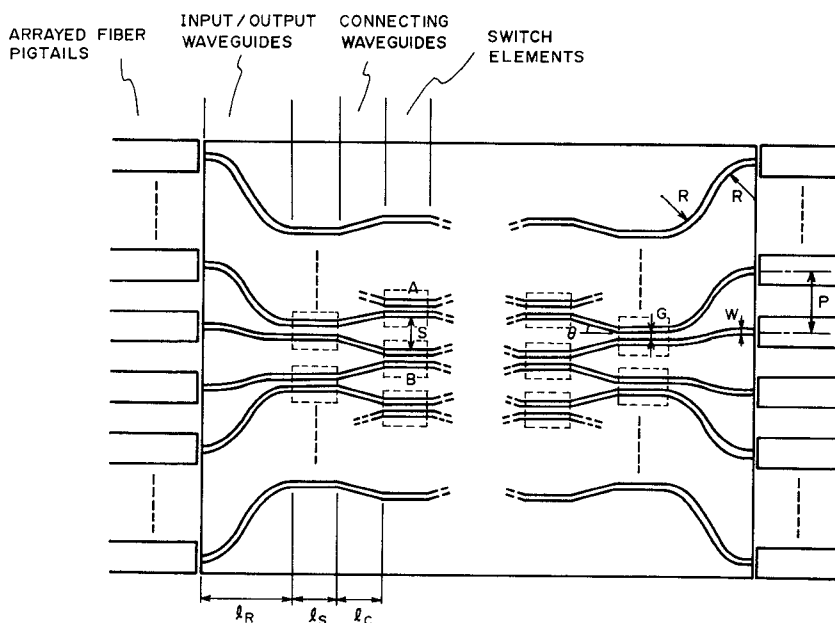 INPUT/OUTPUT
WAVEGUIDES
CONNECTING
WAVEGUIDES
ARRAYED FIBER
PIGTAILS
SWITCH
ELEMENTS
R
R
A
S
B
G
θ
W
P
ℓR
ℓS
ℓC